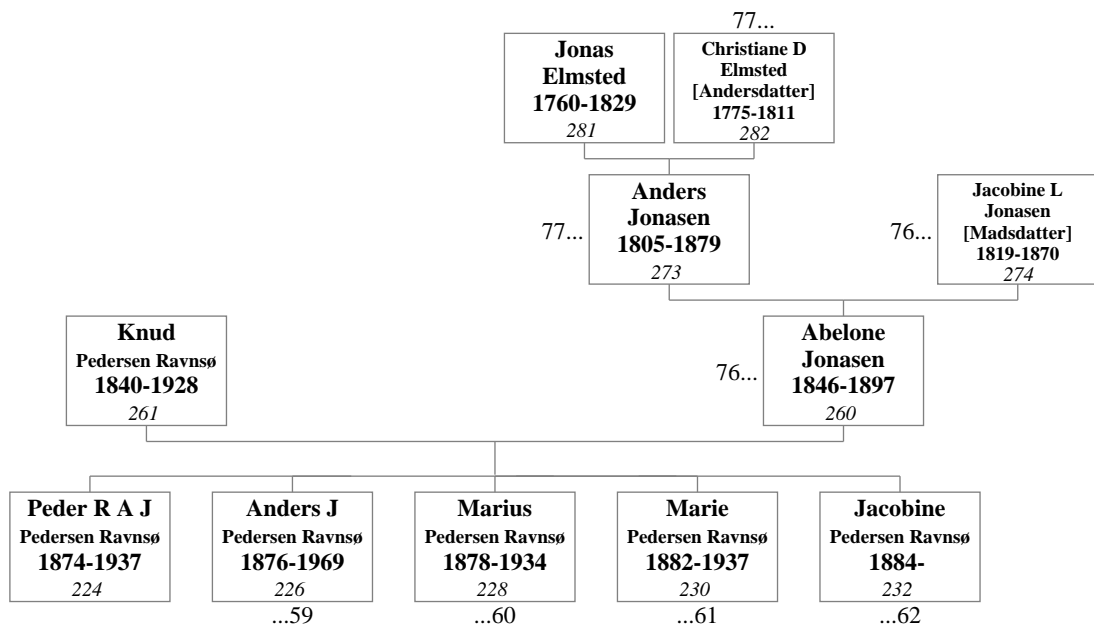 77...
Jonas
Elmsted
1760-1829
281
Christiane D
Elmsted
[Andersdatter]
1775-1811
282
77...
Anders
Jonasen
1805-1879
273
76...
Jacobine L
Jonasen
[Madsdatter]
1819-1870
274
Knud
Pedersen Ravnsø
1840-1928
261
76...
Abelone
Jonasen
1846-1897
260
Peder R A J
Pedersen Ravnsø
1874-1937
224
Anders J
Pedersen Ravnsø
1876-1969
226
...59
Marius
Pedersen Ravnsø
1878-1934
228
...60
Marie
Pedersen Ravnsø
1882-1937
230
...61
Jacobine
Pedersen Ravnsø
1884-
232
...62